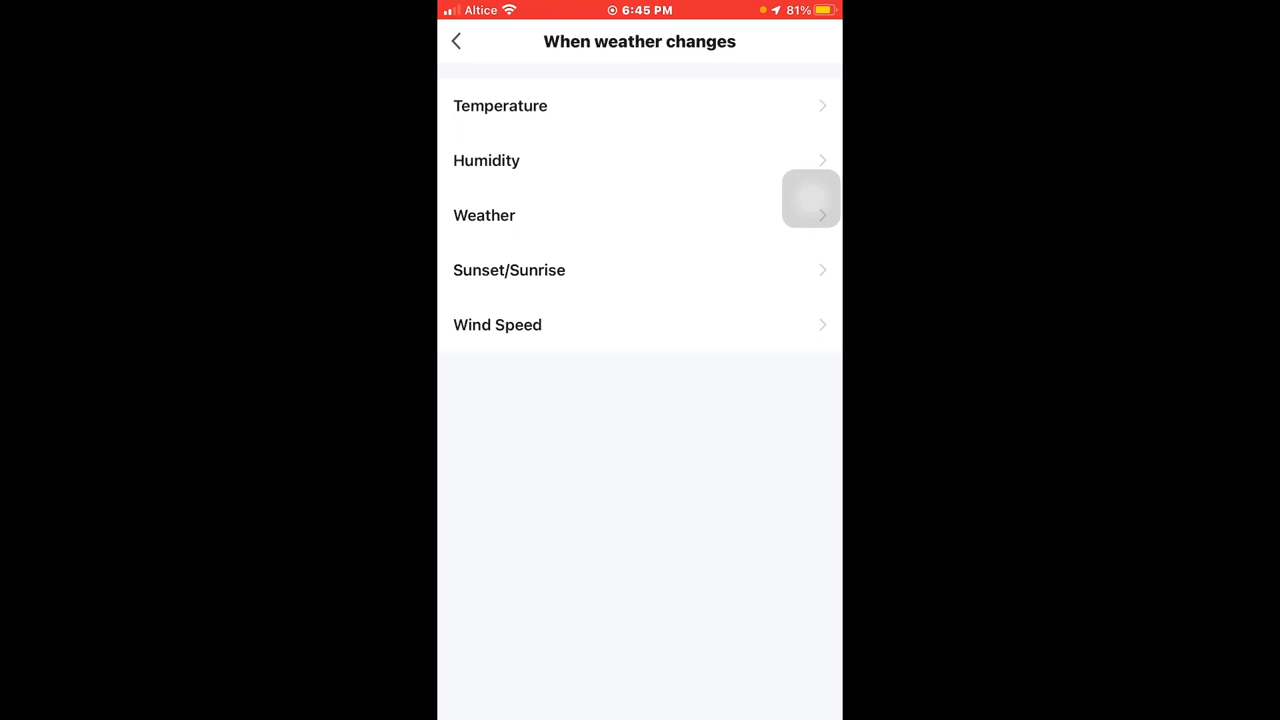 Altice 6:45 PM 81%
When weather changes
Temperature
Humidity
Weather
Sunset/Sunrise
Wind Speed